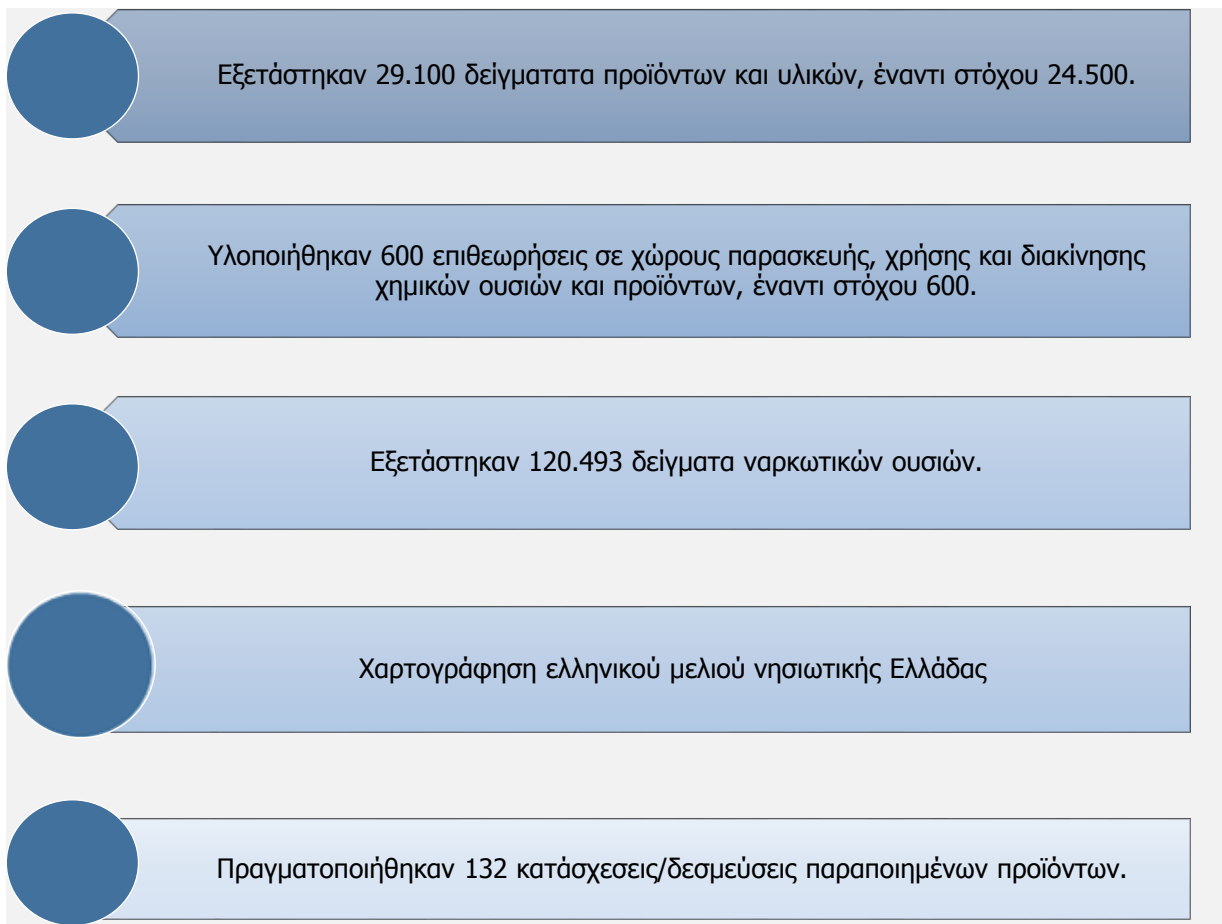 Εξετάστηκαν 29.100 δείγματατα προϊόντων και υλικών, έναντι στόχου 24.500.
Υλοποιήθηκαν 600 επιθεωρήσεις σε χώρους παρασκευής, χρήσης και διακίνησης
χημικών ουσιών και προϊόντων, έναντι στόχου 600.
Εξετάστηκαν 120.493 δείγματα ναρκωτικών ουσιών.
Χαρτογράφηση ελληνικού μελιού νησιωτικής Ελλάδας
Πραγματοποιήθηκαν 132 κατάσχεσεις/δεσμεύσεις παραποιημένων προϊόντων.